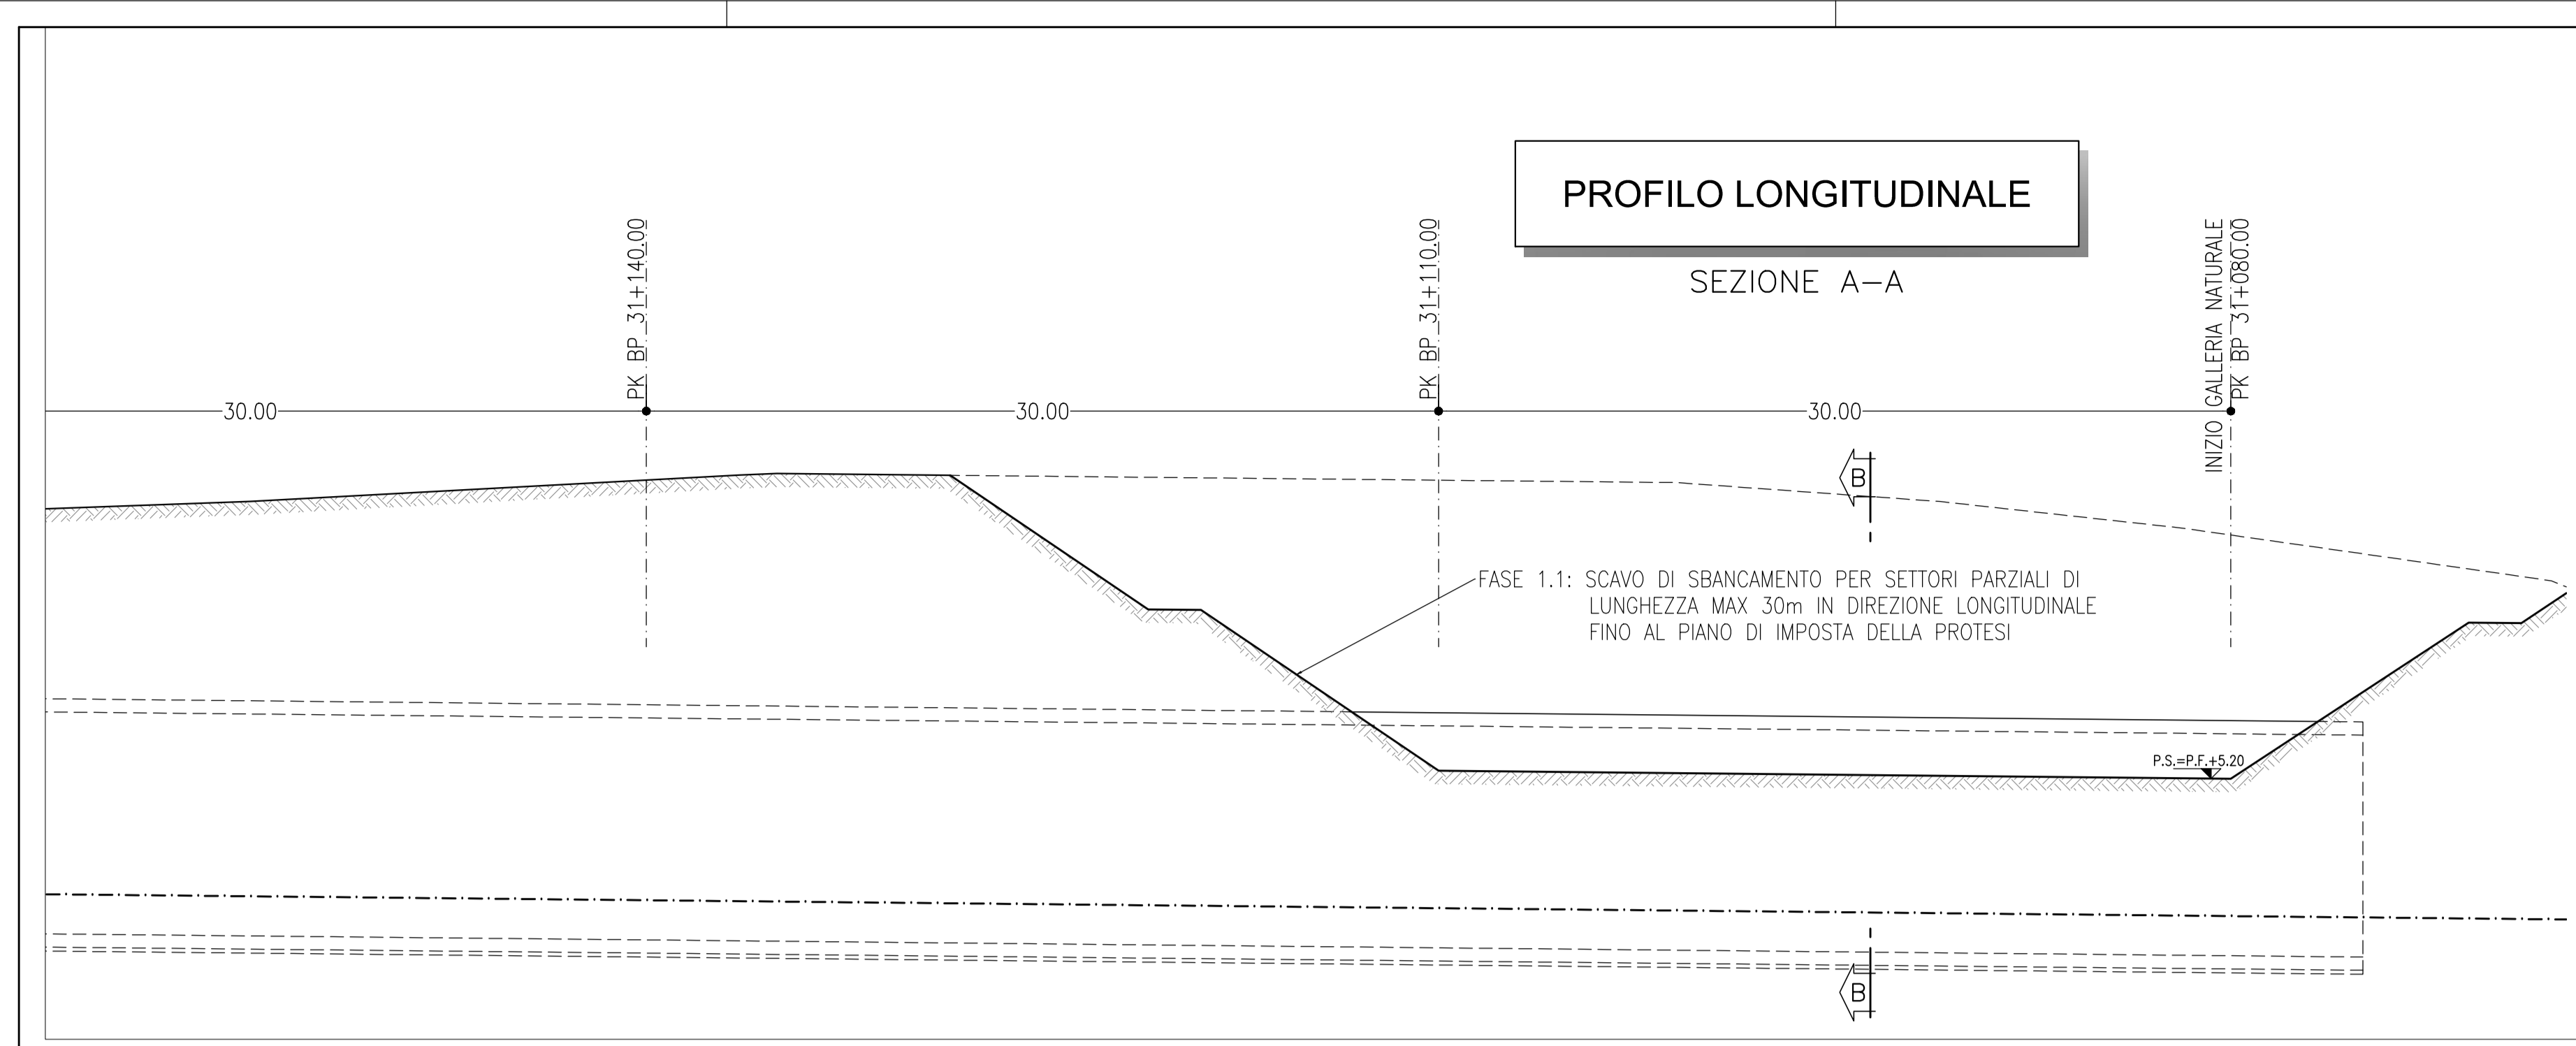 PROFILO LONGITUDINALE
SEZIONE A-A
PK BP 31+140.00
PK BP 31+110.00
INIZIO GALLERIA NATURALE
PK BP 31+080.00
30.00
30.00
30.00
B
FASE 1.1: SCAVO DI SBANCAMENTO PER SETTORI PARZIALI DI
LUNGHEZZA MAX 30m IN DIREZIONE LONGITUDINALE
FINO AL PIANO DI IMPOSTA DELLA PROTESI
P.S.=P.F.+5.20
B